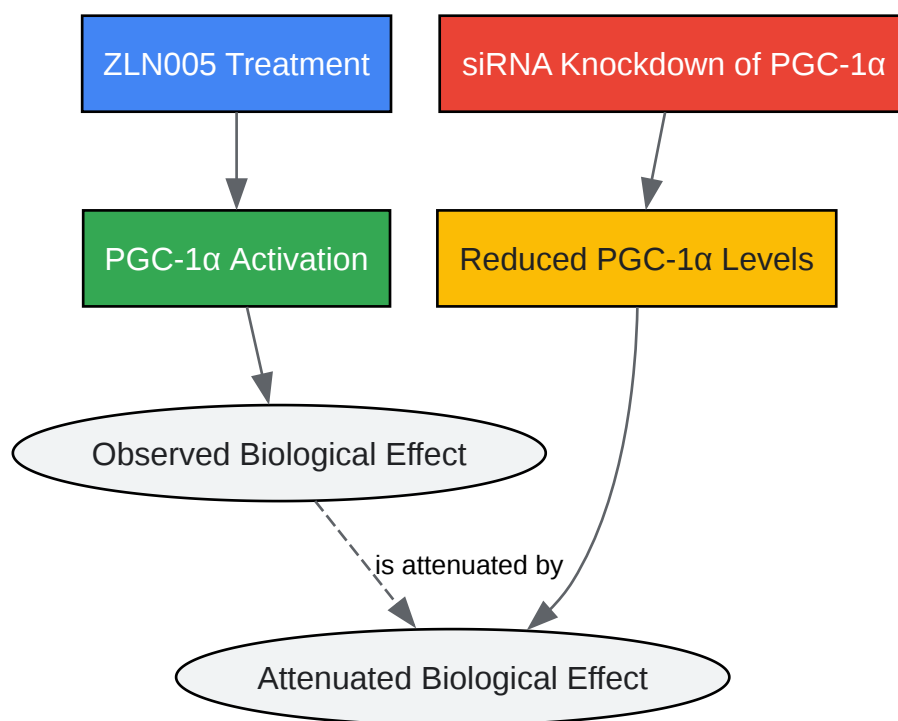 ZLN005 Treatment
siRNA Knockdown of PGC-1α
PGC-1α Activation
Reduced PGC-1α Levels
Observed Biological Effect
is attenuated by
Attenuated Biological Effect